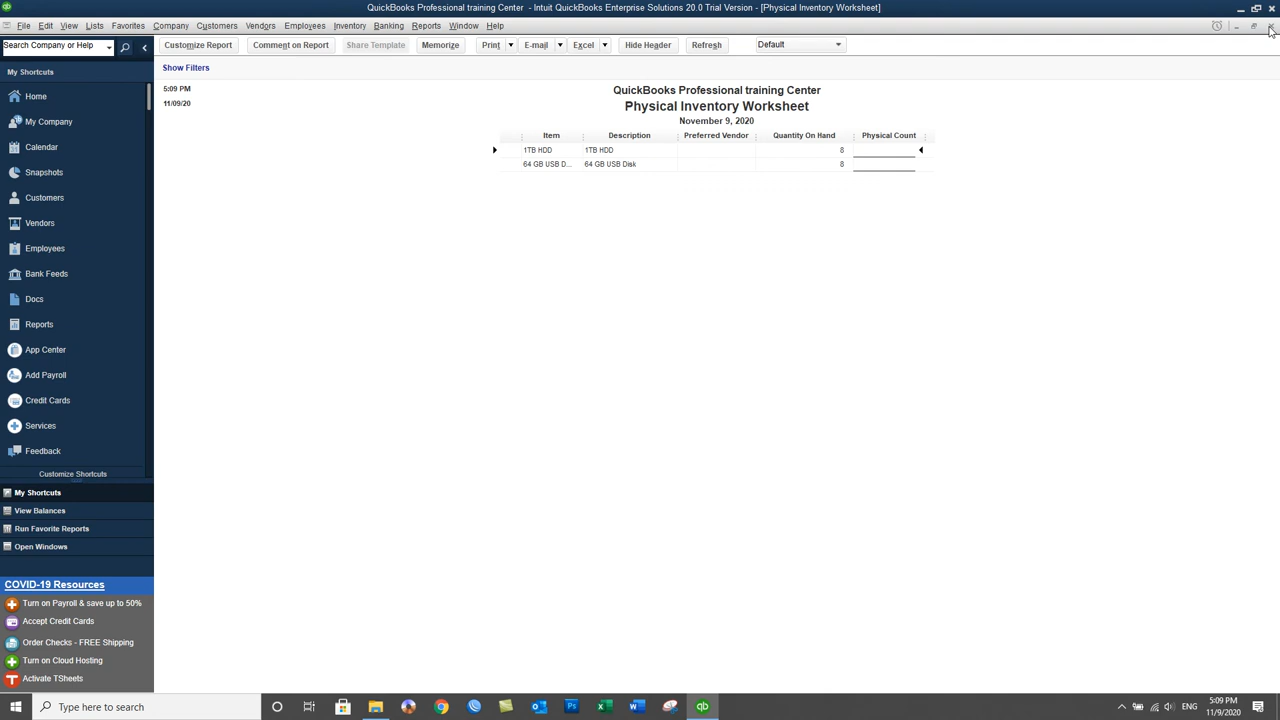 QuickBooks Professional training Center - Intuit QuickBooks Enterprise Solutions 20.0 Trial Version - [Physical Inventory Worksheet]
File Edit View Lists Favorites Company Customers Vendors Employees Inventory Banking Reports Window Help
Search Company or Help
Customize Report Comment on Report Share Template Memorize Print E-mail Excel Hide Header Refresh Default
My Shortcuts
Show Filters
Home
My Company
Calendar
Snapshots
Customers
Vendors
Employees
Bank Feeds
Docs
Reports
App Center
Add Payroll
Credit Cards
Services
Feedback
Customize Shortcuts
My Shortcuts
View Balances
Run Favorite Reports
Open Windows
COVID-19 Resources
Turn on Payroll & save up to 50%
Accept Credit Cards
Order Checks - FREE Shipping
Turn on Cloud Hosting
Activate TSheets
5:09 PM
11/09/20
QuickBooks Professional training Center
Physical Inventory Worksheet
November 9, 2020
Item Description Preferred Vendor Quantity On Hand Physical Count
1TB HDD 1TB HDD 8
64 GB USB D... 64 GB USB Disk 8
Type here to search
ENG
5:09 PM
11/9/2020